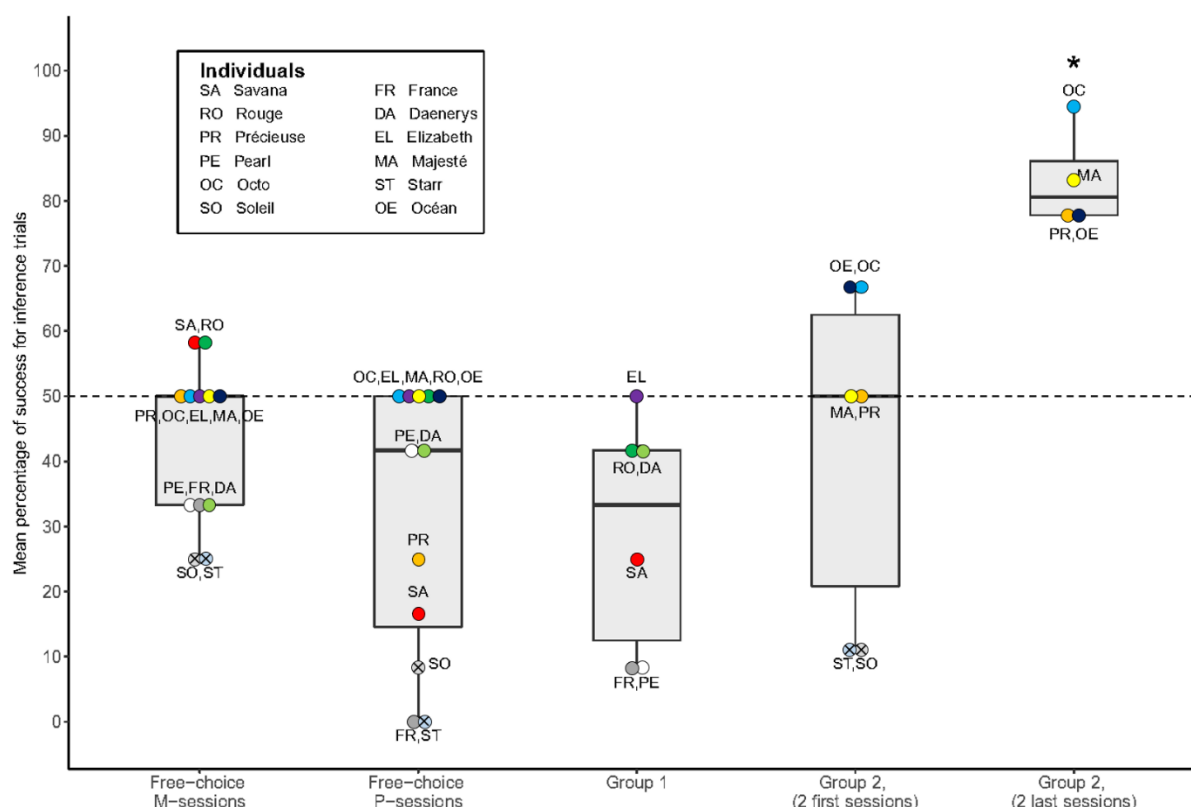 Mean percentage of success for inference trials
100
90
80
70
60
50
40
30
20
10
0
Individuals
SA Savana
RO Rouge
PR Précieuse
PE Pearl
OC Octo
SO Soleil
FR France
DA Daenerys
EL Elizabeth
MA Majesté
ST Starr
OE Océan
SA,RO
PR,OC,EL,MA,OE
PE,FR,DA
SO,ST
OC,EL,MA,RO,OE
PE,DA
PR
SA
SO
FR,ST
EL
RO,DA
SA
FR,PE
OE,OC
MA,PR
ST,SO
*
OC
MA
PR,OE
Free-choice
M-sessions
Free-choice
P-sessions
Group 1
Group 2,
(2 first sessions)
Group 2,
(2 last sessions)